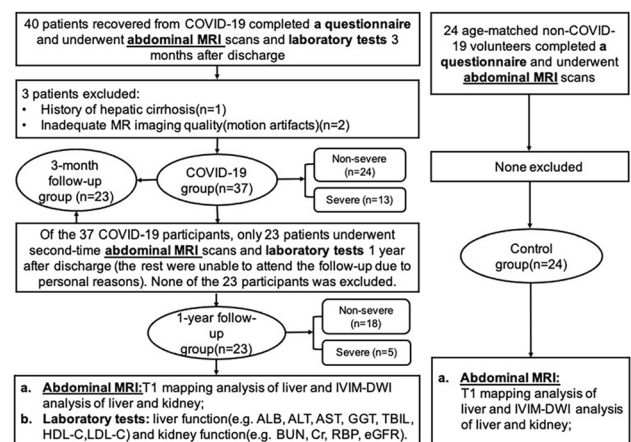 40 patients recovered from COVID-19 completed a questionnaire
and underwent abdominal MRI scans and laboratory tests 3
months after discharge
24 age-matched non-COVID-
19 volunteers completed a
questionnaire and underwent
abdominal MRI scans
3 patients excluded:
• History of hepatic cirrhosis(n=1)
• Inadequate MR imaging quality(motion artifacts)(n=2)
3-month
follow-up
group (n=23)
COVID-19
group(n=37)
Non-severe
(n=24)
Severe (n=13)
None excluded
Of the 37 COVID-19 participants, only 23 patients underwent
second-time abdominal MRI scans and laboratory tests 1 year
after discharge (the rest were unable to attend the follow-up due to
personal reasons). None of the 23 participants was excluded.
Control
group(n=24)
1-year follow-
up
group(n=23)
Non-severe
(n=18)
Severe (n=5)
a. Abdominal MRI:T1 mapping analysis of liver and IVIM-DWI
analysis of liver and kidney;
b. Laboratory tests: liver function(e.g. ALB, ALT, AST, GGT, TBIL,
HDL-C,LDL-C) and kidney function(e.g. BUN, Cr, RBP, eGFR).
a. Abdominal MRI:
T1 mapping analysis of
liver and IVIM-DWI analysis
of liver and kidney;